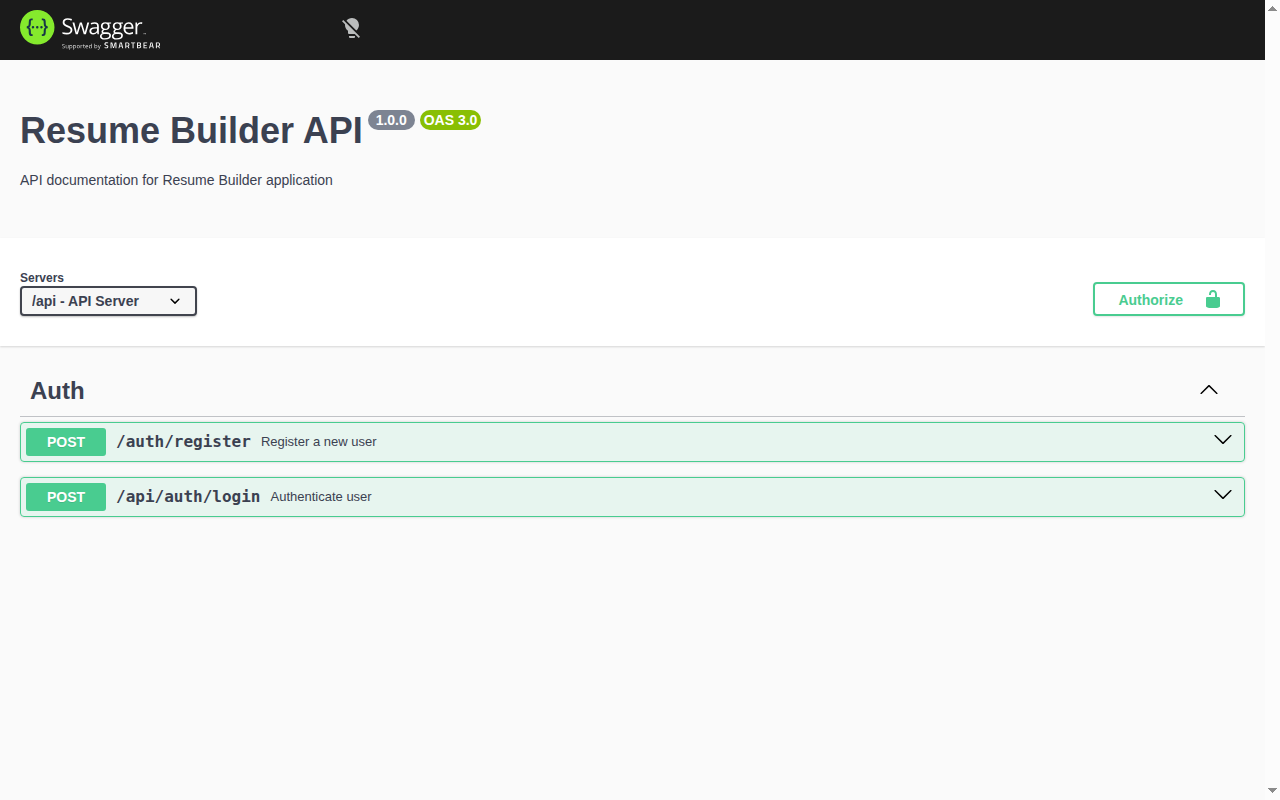 Swagger
Supported by SMARTBEAR
Resume Builder API 1.0.0 OAS 3.0
API documentation for Resume Builder application
Servers
/api - API Server
Authorize
Auth
POST /auth/register Register a new user
POST /api/auth/login Authenticate user